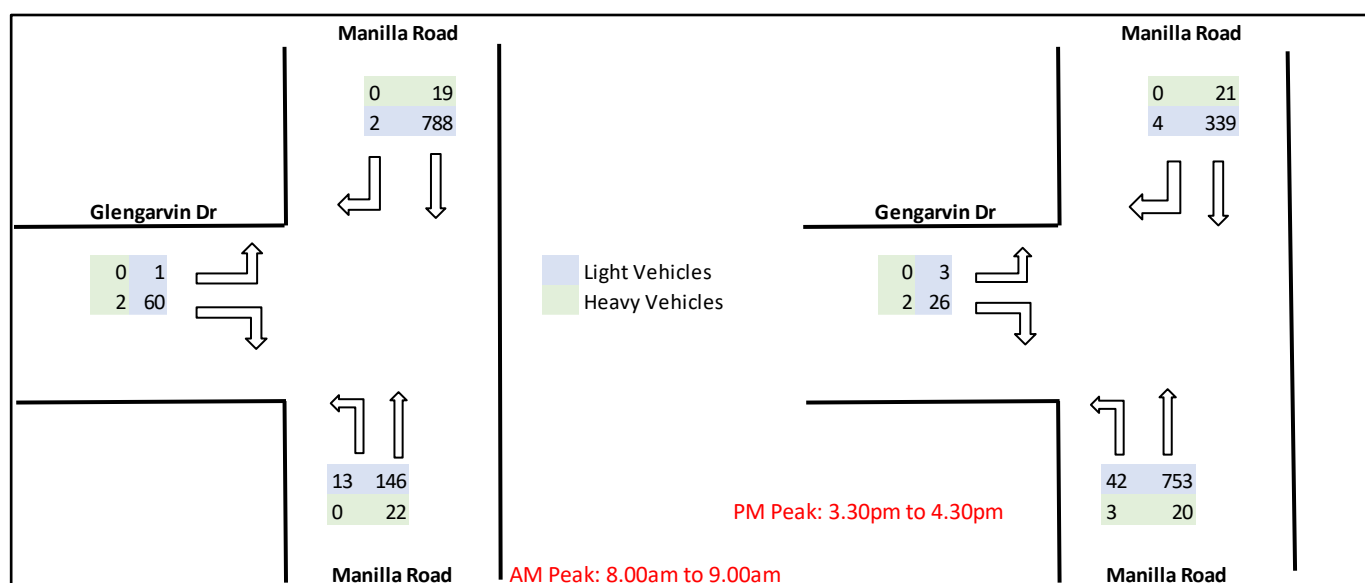 Manilla Road
0 19
2 788
Glengarvin Dr
0 1
2 60
13 146
0 22
Manilla Road
AM Peak: 8.00am to 9.00am
Light Vehicles
Heavy Vehicles
Manilla Road
0 21
4 339
Gengarvin Dr
0 3
2 26
42 753
3 20
PM Peak: 3.30pm to 4.30pm
Manilla Road